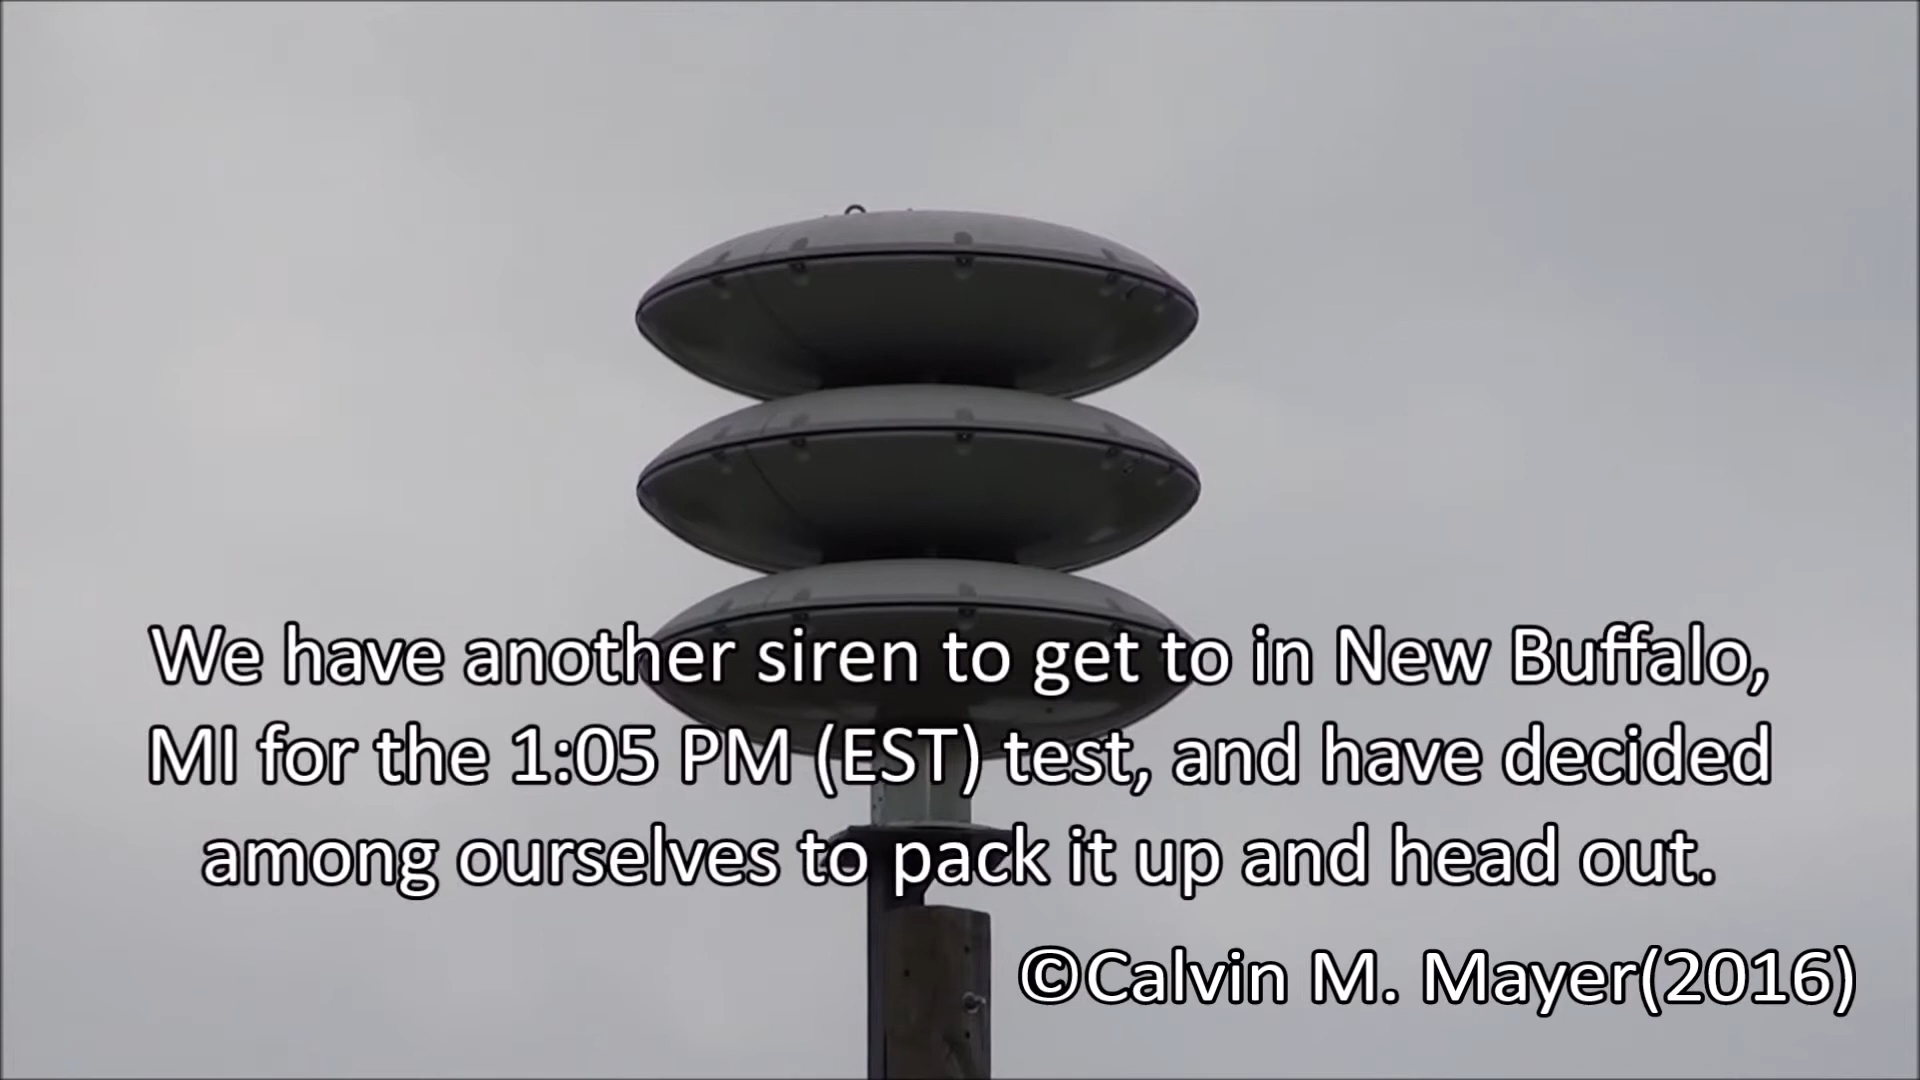 We have another siren to get to in New Buffalo,
MI for the 1:05 PM (EST) test, and have decided
among ourselves to pack it up and head out.
©Calvin M. Mayer(2016)